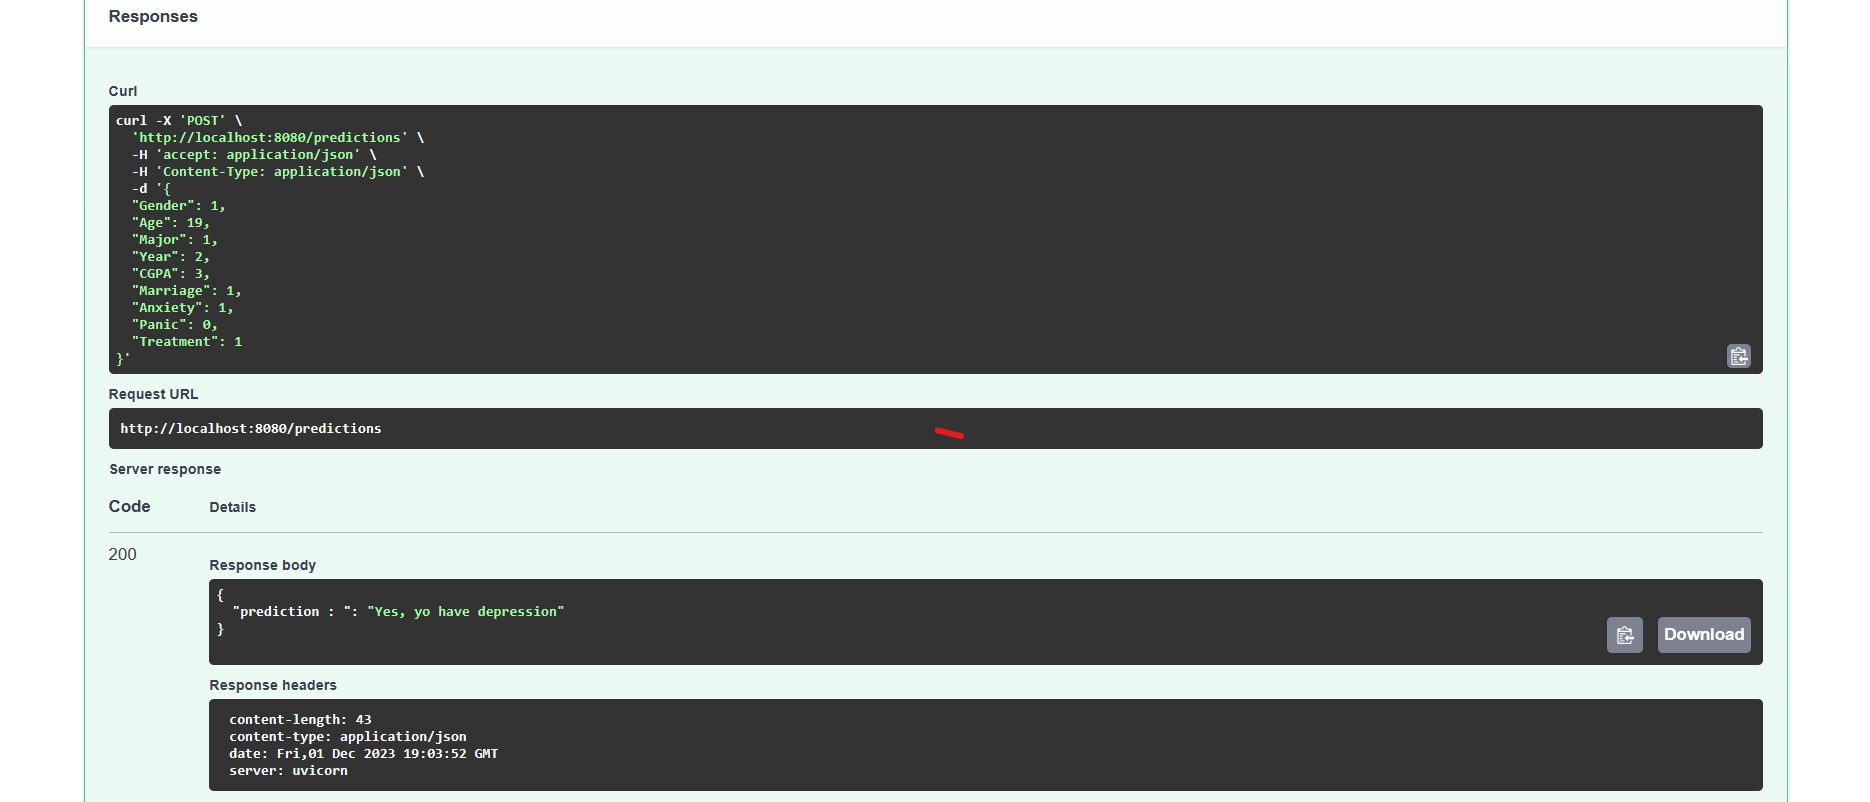 Responses
Curl
curl -X 'POST' \
  'http://localhost:8080/predictions' \
  -H 'accept: application/json' \
  -H 'Content-Type: application/json' \
  -d '{
  "Gender": 1,
  "Age": 19,
  "Major": 1,
  "Year": 2,
  "CGPA": 3,
  "Marriage": 1,
  "Anxiety": 1,
  "Panic": 0,
  "Treatment": 1
}'
Request URL
http://localhost:8080/predictions
Server response
Code Details
200
Response body
{
  "prediction : ": "Yes, yo have depression"
}
Download
Response headers
content-length: 43
content-type: application/json
date: Fri,01 Dec 2023 19:03:52 GMT
server: uvicorn